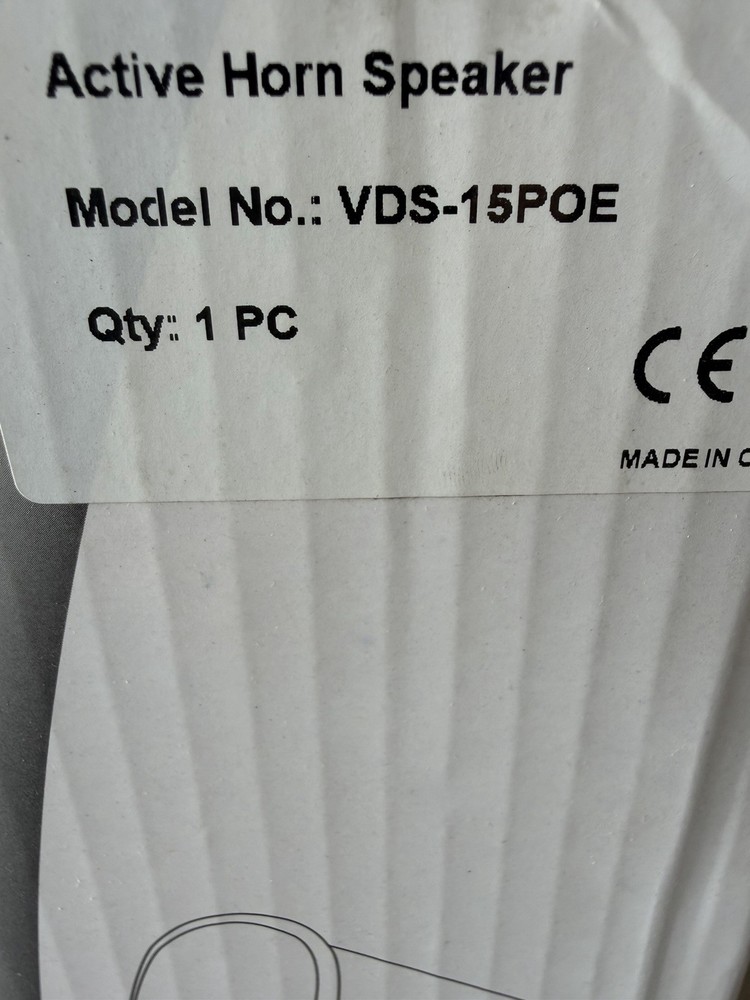 Active Horn Speaker
Model No.: VDS-15POE
Qty: 1 PC
CE
MADE IN